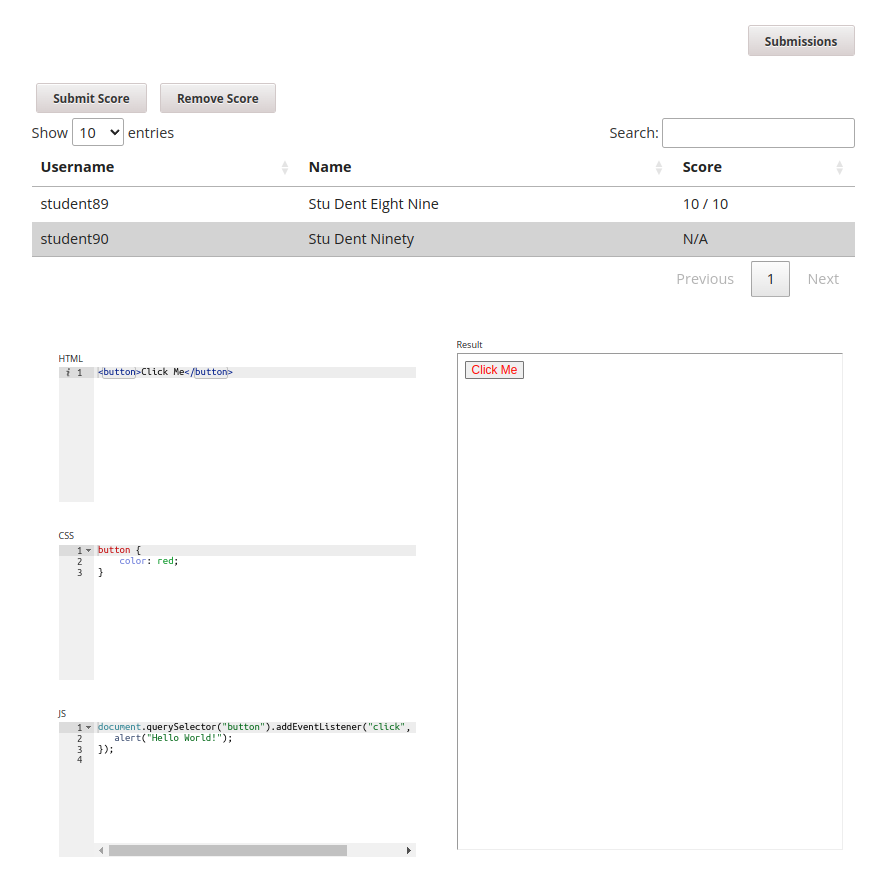 Submissions
Submit Score Remove Score
Show 10 entries Search:
Username Name Score
student89 Stu Dent Eight Nine 10 / 10
student90 Stu Dent Ninety N/A
Previous 1 Next
HTML
i 1 <button>Click Me</button>
CSS
1 button {
2 color: red;
3 }
JS
1 document.querySelector("button").addEventListener("click",
2 alert("Hello World!");
3 });
4
Result
Click Me